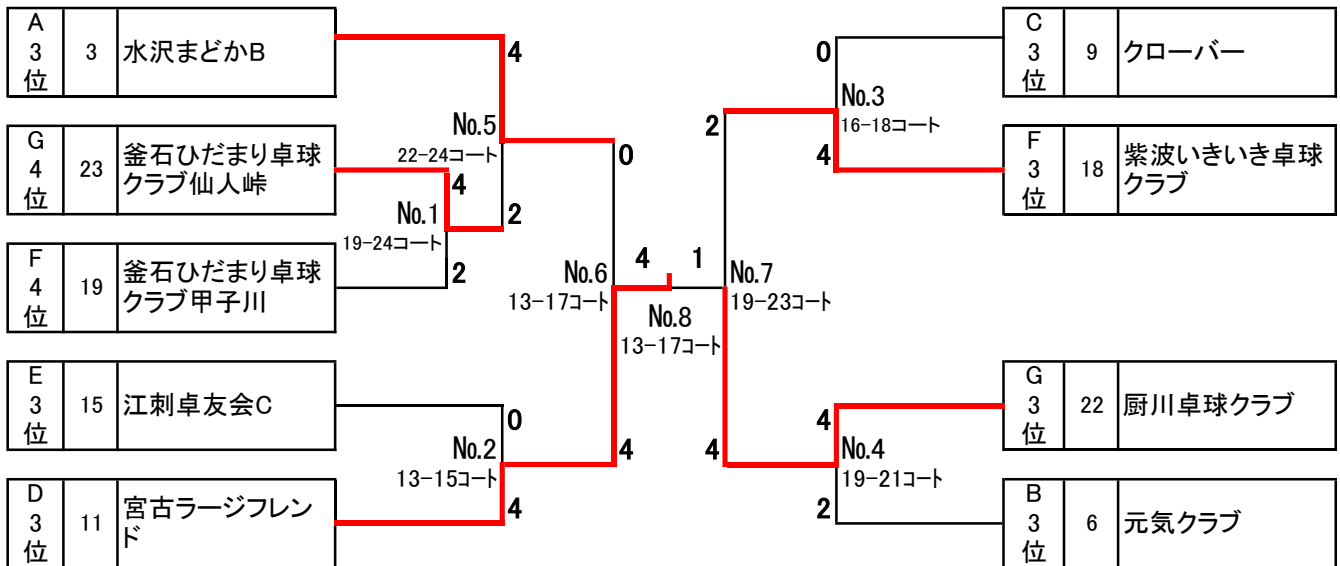 A
3
位
3
水沢まどかB
G
4
位
23
釜石ひだまり卓球
クラブ仙人峠
F
4
位
19
釜石ひだまり卓球
クラブ甲子川
E
3
位
15
江刺卓友会C
D
3
位
11
宮古ラージフレン
ド
4
No.5
22-24コート
4
2
No.1
19-24コート
2
0
No.2
13-15コート
4
0
No.6
13-17コート
4
4
1
No.8
13-17コート
2
No.7
19-23コート
4
0
No.3
16-18コート
4
4
No.4
19-21コート
2
C
3
位
9
クローバー
F
3
位
18
紫波いきいき卓球
クラブ
G
3
位
22
厨川卓球クラブ
B
3
位
6
元気クラブ